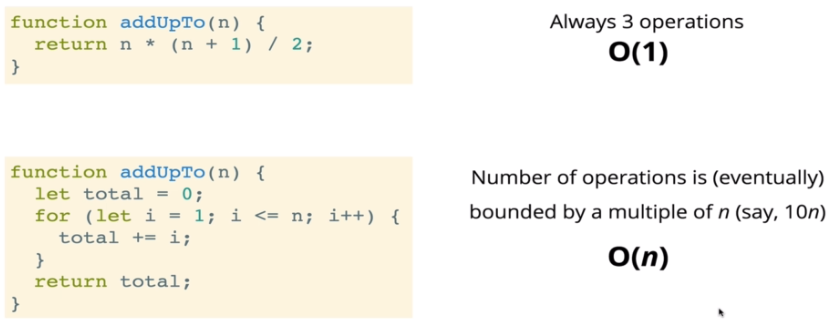 function addUpTo(n) {
  return n * (n + 1) / 2;
}
Always 3 operations
O(1)
function addUpTo(n) {
  let total = 0;
  for (let i = 1; i <= n; i++) {
    total += i;
  }
  return total;
}
Number of operations is (eventually)
bounded by a multiple of n (say, 10n)
O(n)